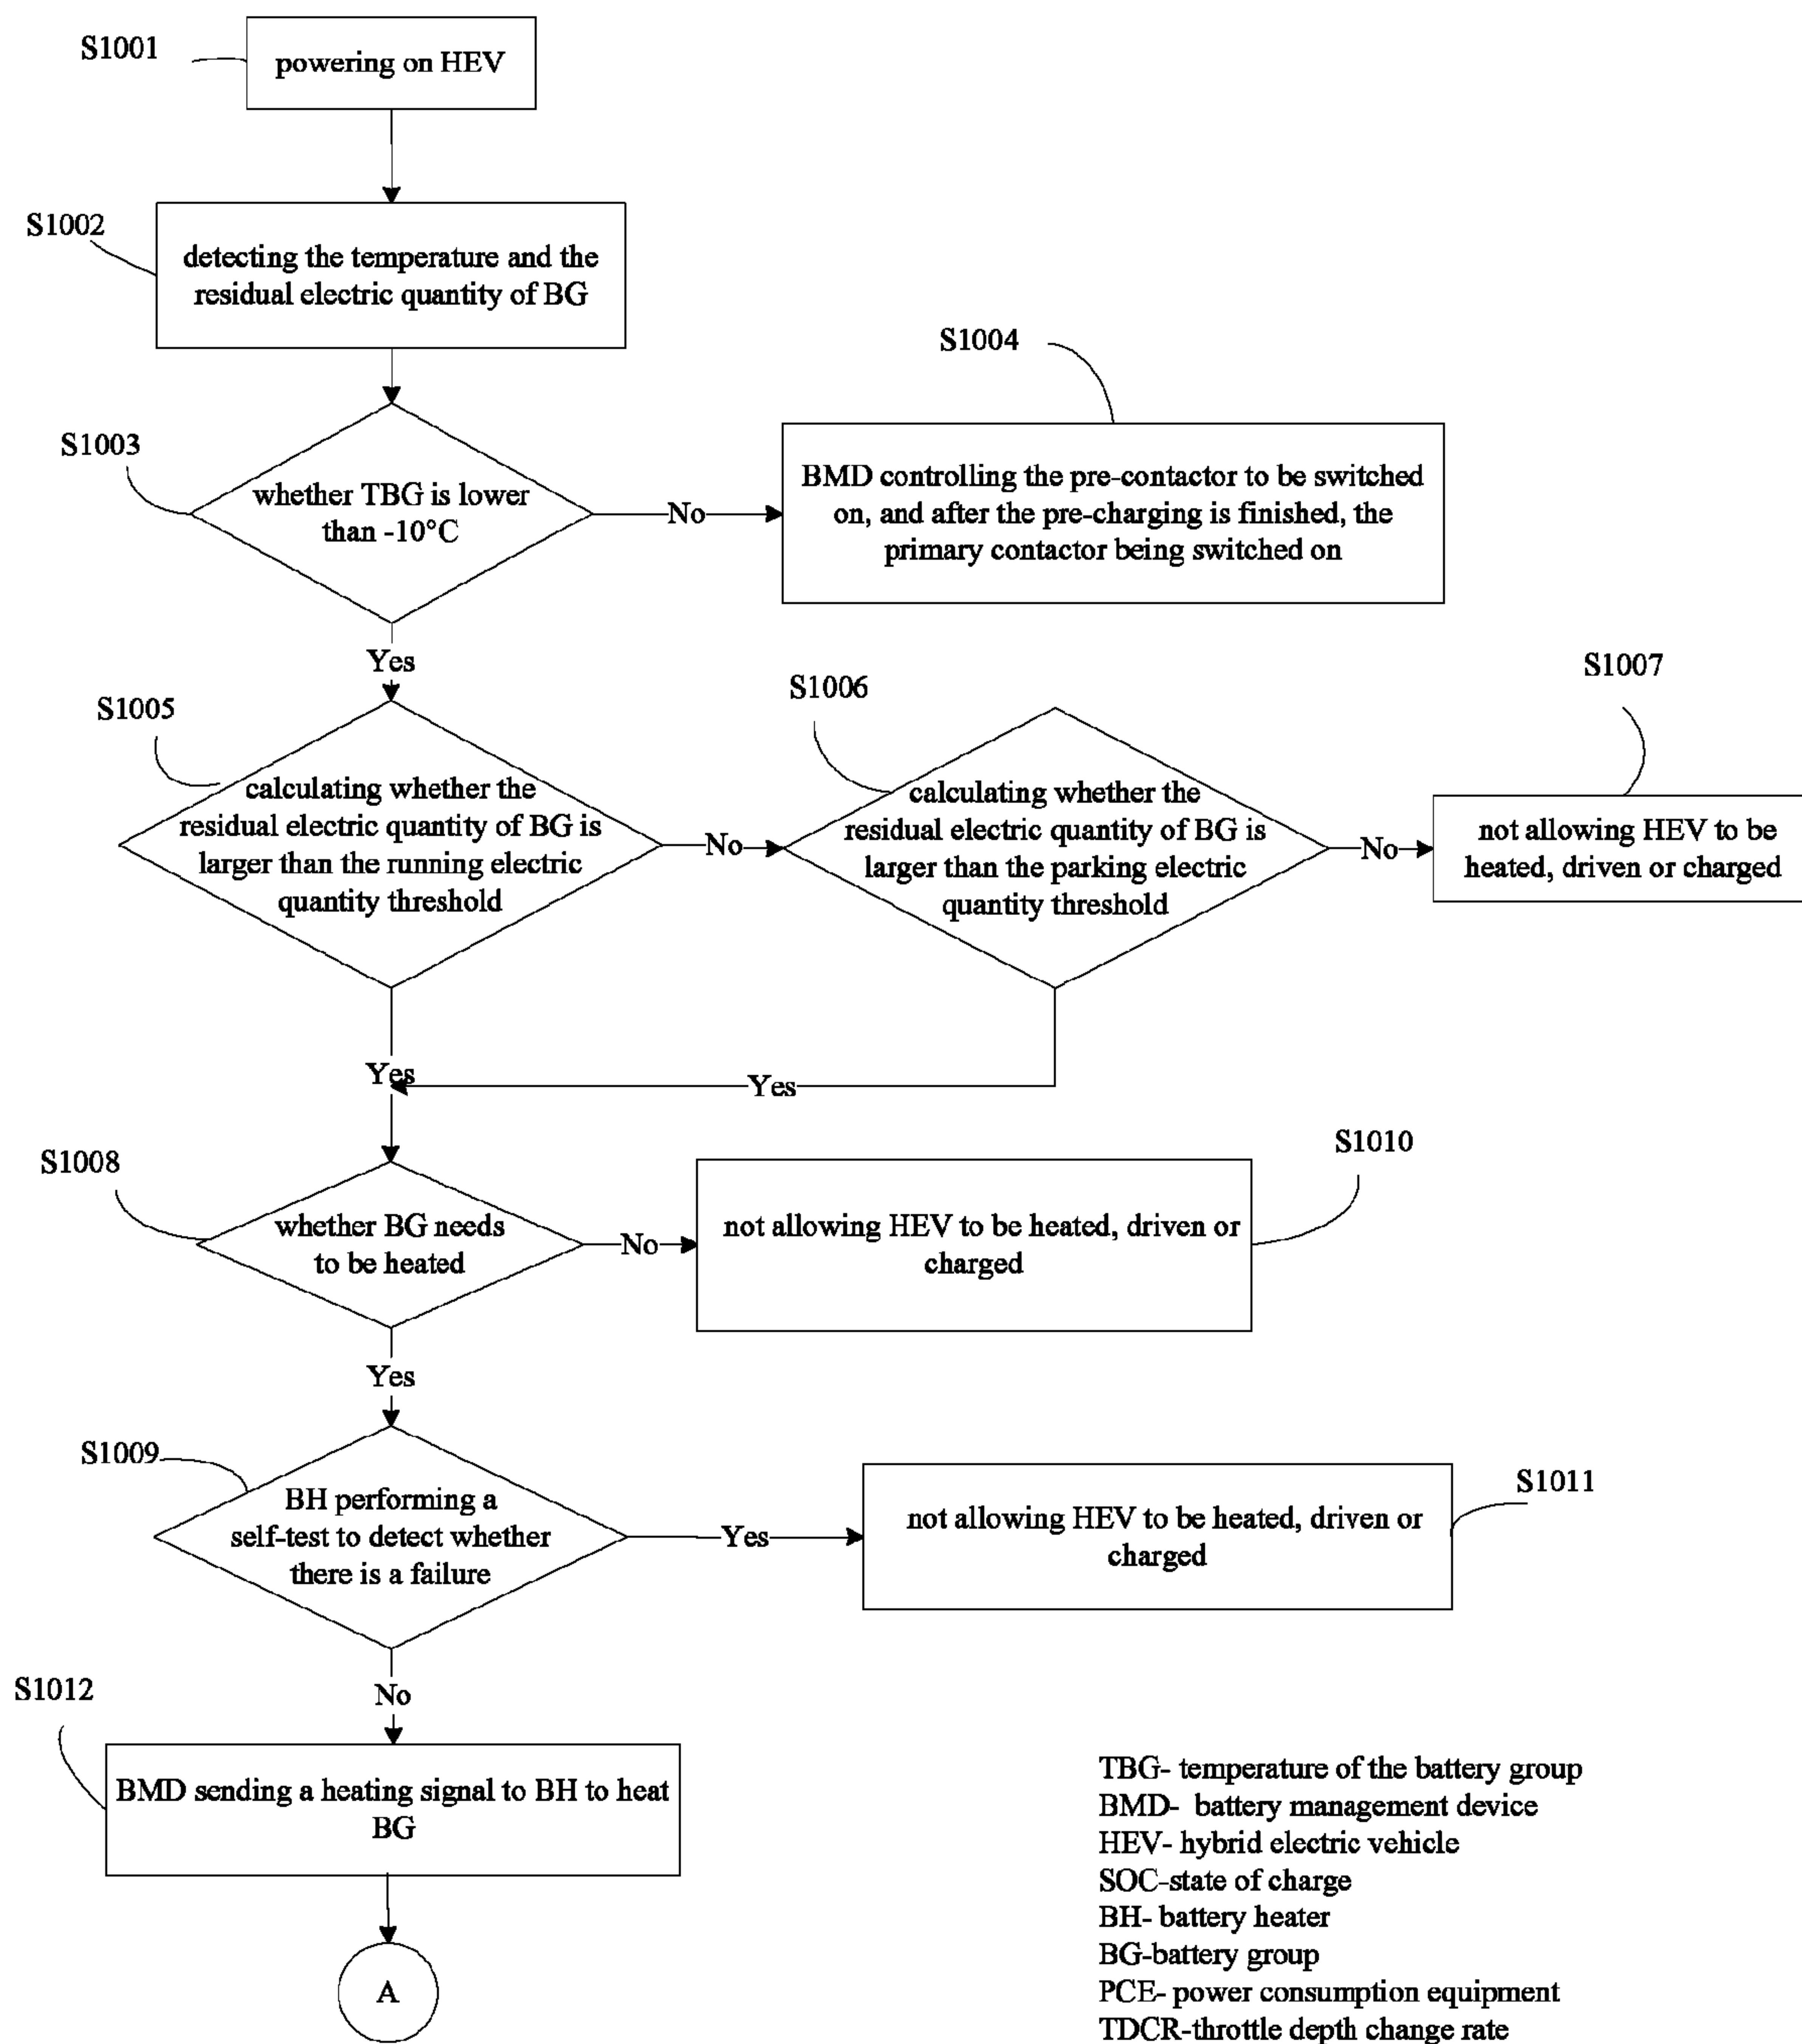 S1001
powering on HEV
S1002
detecting the temperature and the
residual electric quantity of BG
S1003
whether TBG is lower
than -10°C
No
S1004
BMD controlling the pre-contactor to be switched
on, and after the pre-charging is finished, the
primary contactor being switched on
Yes
S1005
calculating whether the
residual electric quantity of BG is
larger than the running electric
quantity threshold
No
S1006
calculating whether the
residual electric quantity of BG is
larger than the parking electric
quantity threshold
No
S1007
not allowing HEV to be
heated, driven or charged
Yes
Yes
S1008
whether BG needs
to be heated
No
S1010
not allowing HEV to be heated, driven or
charged
Yes
S1009
BH performing a
self-test to detect whether
there is a failure
Yes
S1011
not allowing HEV to be heated, driven or
charged
No
S1012
BMD sending a heating signal to BH to heat
BG
A
TBG- temperature of the battery group
BMD- battery management device
HEV- hybrid electric vehicle
SOC-state of charge
BH- battery heater
BG-battery group
PCE- power consumption equipment
TDCR-throttle depth change rate